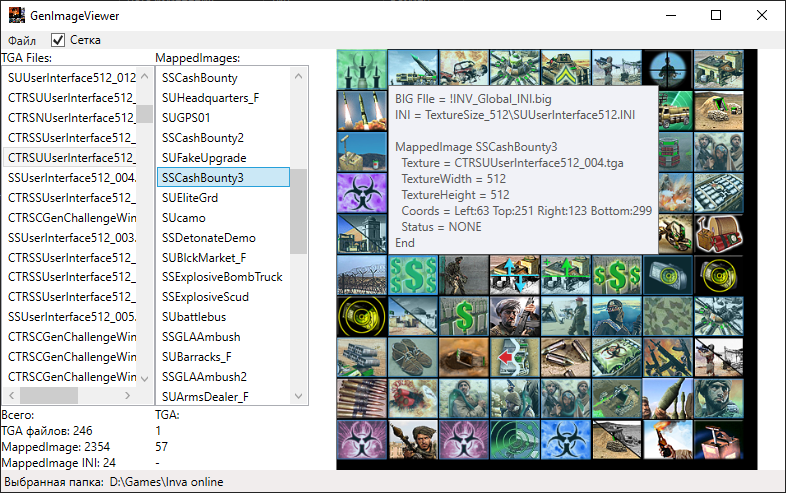 GenImageViewer
Файл
Сетка
TGA Files:
SUUserInterface512_012
CTRSUUserInterface512_
CTRSNUserInterface512_
CTRSSUserInterface512_
CTRSUUserInterface512_
SSUserInterface512_004.
CTRSSUserInterface512_
CTRSCGenChallengeWin
SSUserInterface512_003.
CTRSSUserInterface512_
CTRSSUserInterface512_
CTRSSUserInterface512_
SSUserInterface512_005.
CTRSCGenChallengeWin
CTRSCGenChallengeWin
CTRSCGenChallengeWin
MappedImages:
SSCashBounty
SUHeadquarters_F
SUGPS01
SSCashBounty2
SUFakeUpgrade
SSCashBounty3
SUEliteGrd
SUcamo
SSDetonateDemo
SUBlckMarket_F
SSExplosiveBombTruck
SSExplosiveScud
SUbattlebus
SSGLAAmbush
SUBarracks_F
SSGLAAmbush2
SUArmsDealer_F
BIG FIle = !INV_Global_INI.big
INI = TextureSize_512\SUUserInterface512.INI
MappedImage SSCashBounty3
Texture = CTRSUUserInterface512_004.tga
TextureWidth = 512
TextureHeight = 512
Coords = Left:63 Top:251 Right:123 Bottom:299
Status = NONE
End
Всего:
TGA файлов: 246
MappedImage: 2354
MappedImage INI: 24
TGA:
1
57
-
Выбранная папка: D:\Games\Inva online